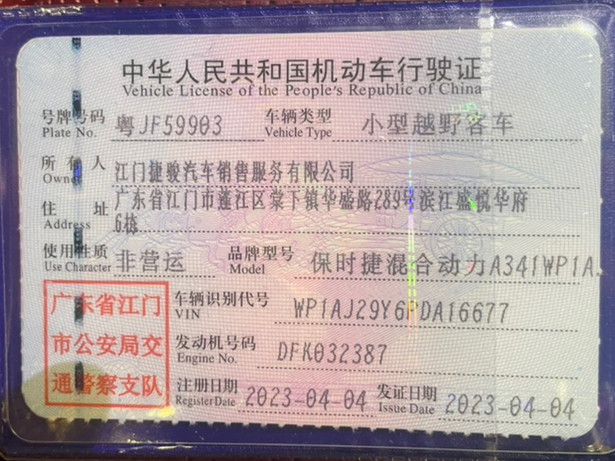 中华人民共和国机动车行驶证
Vehicle License of the People's Republic of China
号牌号码 粤JF59903 车辆类型 小型越野客车
Plate No. Vehicle Type
所有人 江门捷骏汽车销售服务有限公司
Owner
住址 广东省江门市蓬江区棠下镇华盛路289号滨江盛悦华府
Address 6栋
使用性质 非营运 品牌型号 保时捷混合动力A341WP1A
Use Character Model
广东省江门 车辆识别代号 WP1AJ29Y6PDA16677
VIN
市公安局交 发动机号码 DFK032387
Engine No.
通警察支队 注册日期 2023-04-04 发证日期 2023-04-04
Register Date Issue Date